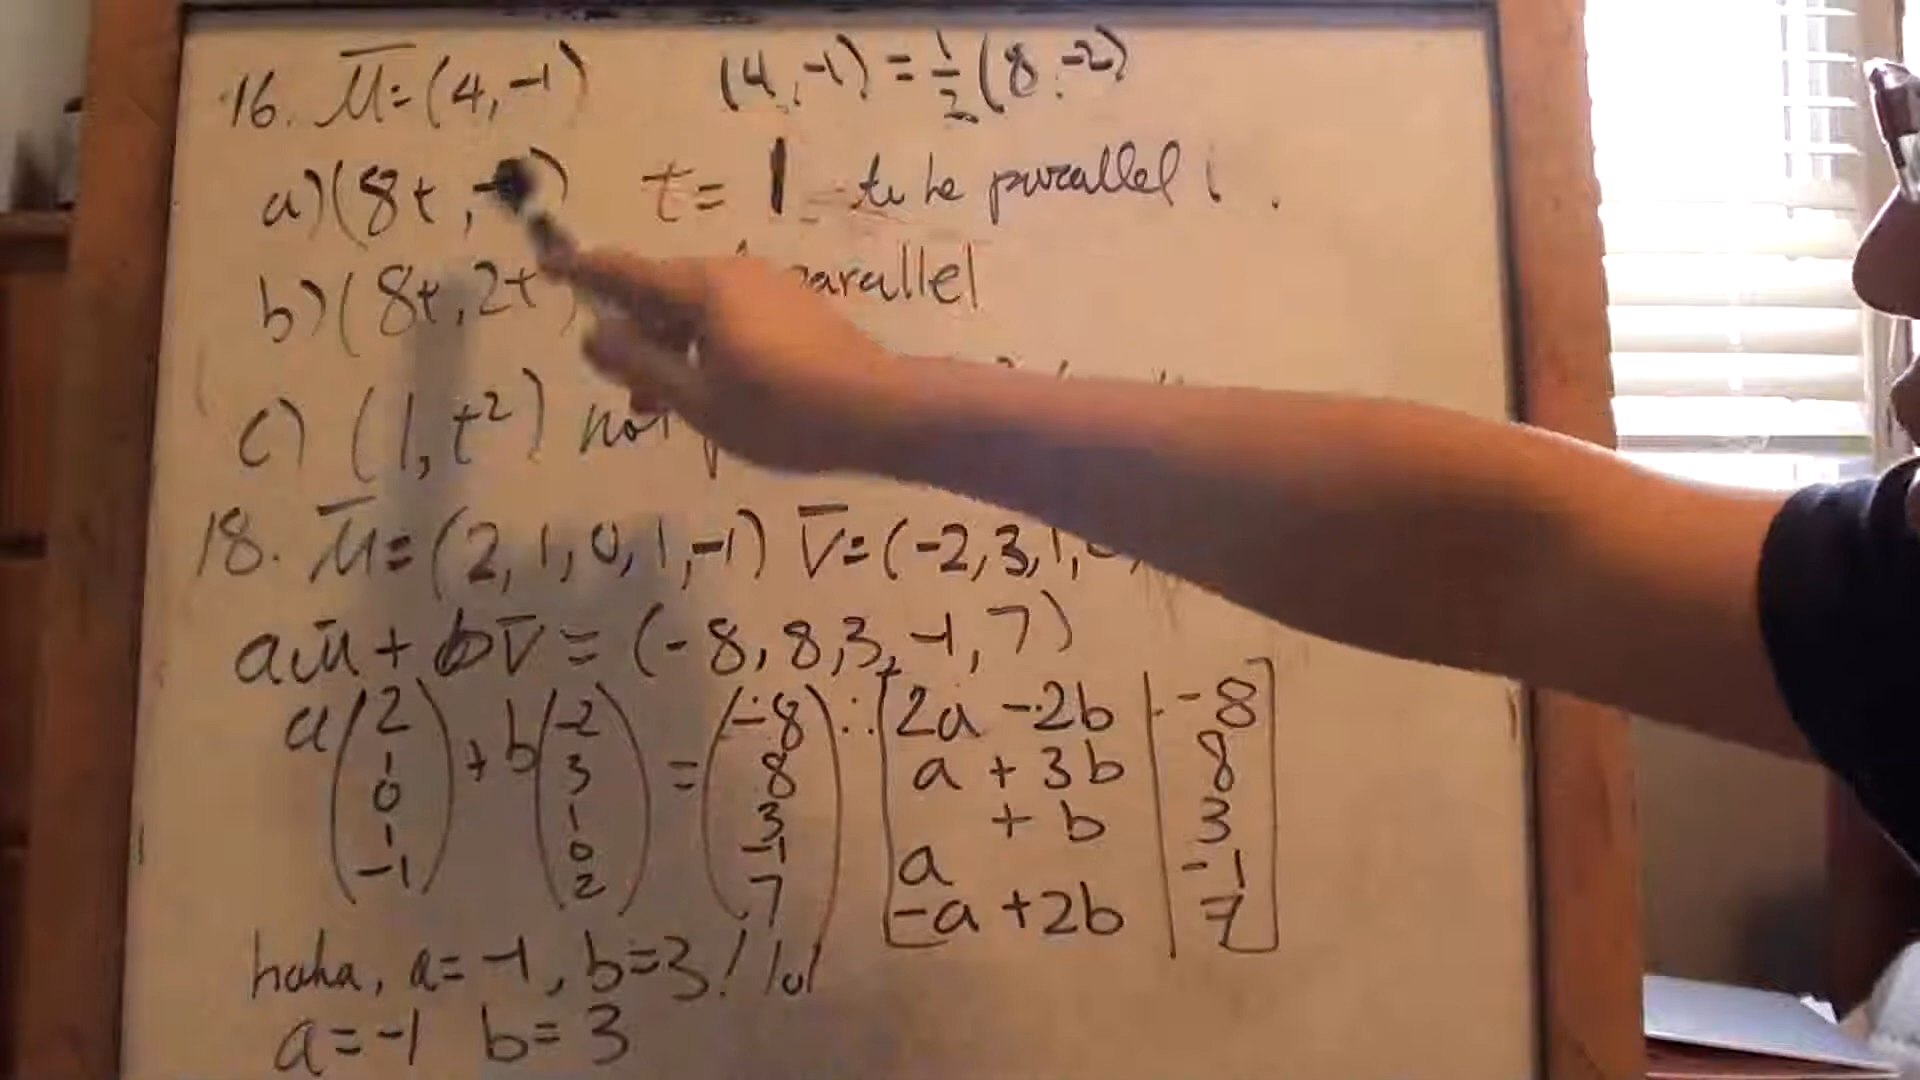 16. ū=(4,-1) (4,-1)=½(8,-2)
a)(8t,-) t= 1 to be parallel
b)(8t,2t) parallel
c) (1,t²) not
18. ū=(2,1,0,1,-1) v̄=(-2,3,1,
aū+bv̄=(-8,8,3,-1,7)
a(2 1 0 1 -1)+b(-2 3 1 0 2)=(-8 8 3 -1 7)∴[2a -2b | -8
a + 3b | 8
+ b | 3
a | -1
-a +2b | 7]
haha, a=-1, b=3! lol
a=-1 b=3